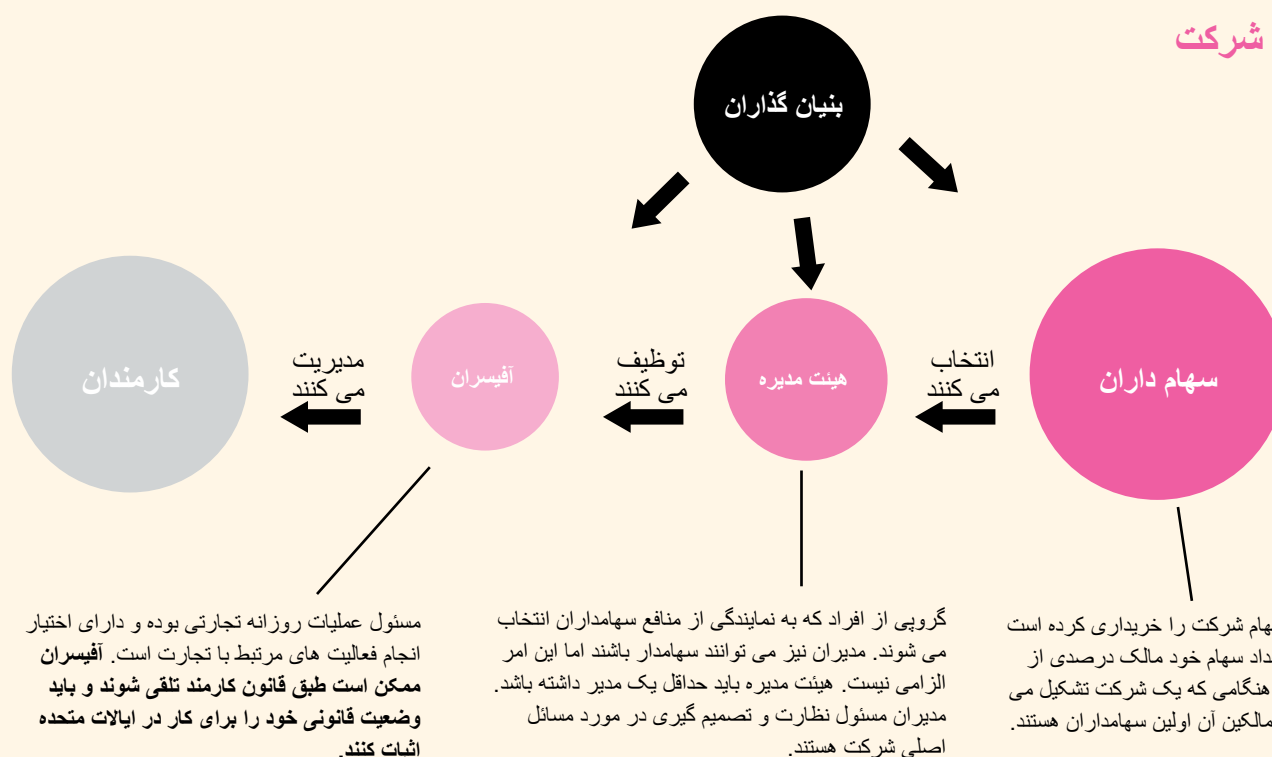 شرکت
بنیان گذاران
سهام داران
انتخاب
می کنند
هیئت مدیره
توظیف
می کنند
آفیسران
مدیریت
می کنند
کارمندان
شرکت را خریداری کرده است
سهام خود مالک درصدی از
هنگامی که یک شرکت تشکیل می
مالکین آن اولین سهامداران هستند.
گروپی از افراد که به نمایندگی از منافع سهامداران انتخاب
می شوند. مدیران نیز می توانند سهامدار باشند اما این امر
الزامی نیست. هیئت مدیره باید حداقل یک مدیر داشته باشد.
مدیران مسئول نظارت و تصمیم گیری در مورد مسائل
اصلی شرکت هستند.
مسئول عملیات روزانه تجارتی بوده و دارای اختیار
انجام فعالیت های مرتبط با تجارت است. آفیسران
ممکن است طبق قانون کارمند تلقی شوند و باید
وضعیت قانونی خود را برای کار در ایالات متحده
اثبات کنند.